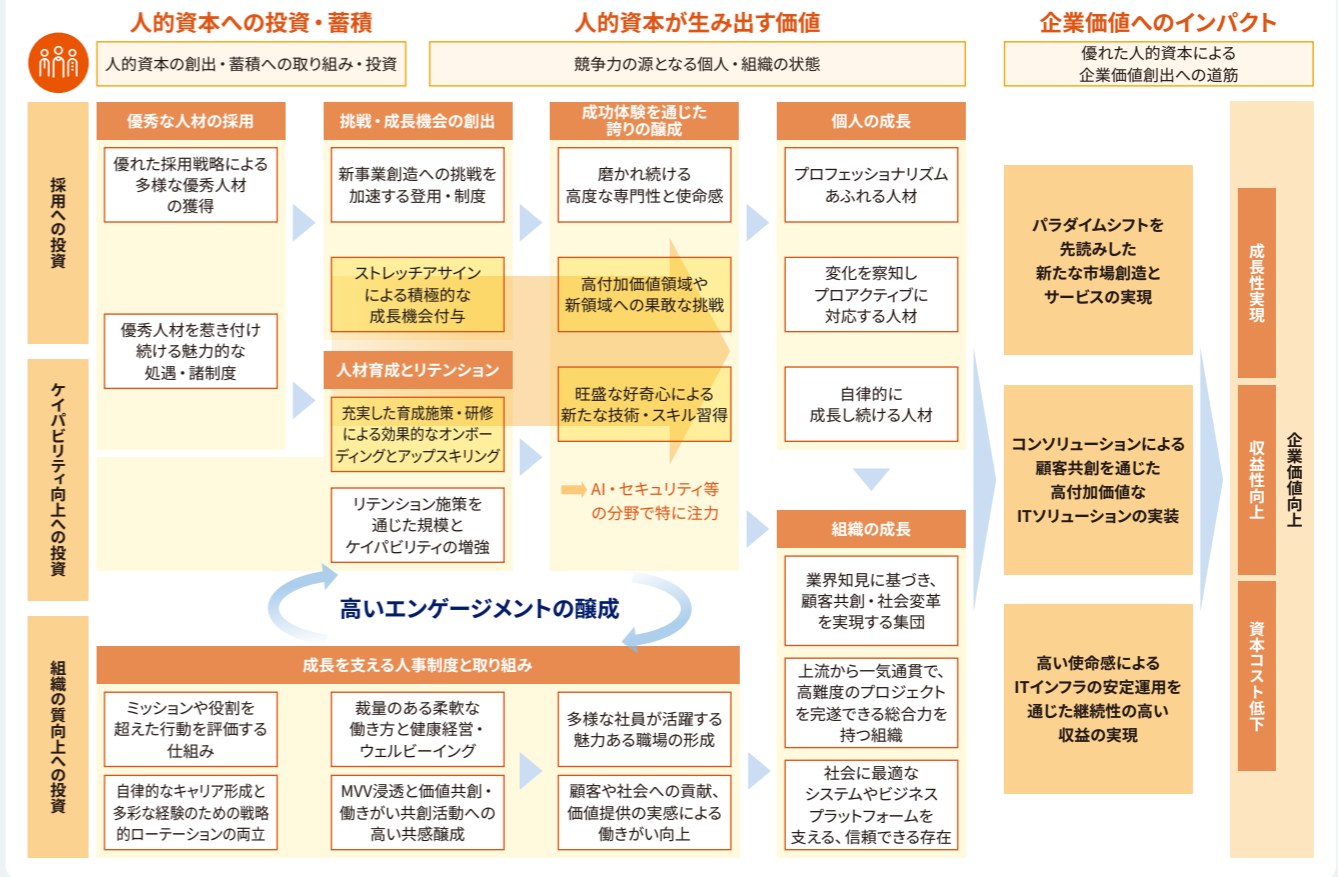 人的資本への投資・蓄積
人的資本の創出・蓄積への取り組み・投資
人的資本が生み出す価値
競争力の源となる個人・組織の状態
企業価値へのインパクト
優れた人的資本による
企業価値創出への道筋
採用への投資
ケイパビリティ向上への投資
組織の質向上への投資
優秀な人材の採用
優れた採用戦略による
多様な優秀人材
の獲得
優秀人材を惹き付け
続ける魅力的な
処遇・諸制度
挑戦・成長機会の創出
新事業創造への挑戦を
加速する登用・制度
ストレッチアサイン
による積極的な
成長機会付与
人材育成とリテンション
充実した育成施策・研修
による効果的なオンボー
ディングとアップスキリング
リテンション施策を
通じた規模と
ケイパビリティの増強
成功体験を通じた
誇りの醸成
磨かれ続ける
高度な専門性と使命感
高付加価値領域や
新領域への果敢な挑戦
旺盛な好奇心による
新たな技術・スキル習得
AI・セキュリティ等
の分野で特に注力
個人の成長
プロフェッショナリズム
あふれる人材
変化を察知し
プロアクティブに
対応する人材
自律的に
成長し続ける人材
組織の成長
業界知見に基づき、
顧客共創・社会変革
を実現する集団
上流から一気通貫で、
高難度のプロジェクト
を完遂できる総合力を
持つ組織
社会に最適な
システムやビジネス
プラットフォームを
支える、信頼できる存在
高いエンゲージメントの醸成
成長を支える人事制度と取り組み
ミッションや役割を
超えた行動を評価する
仕組み
自律的なキャリア形成と
多彩な経験のための戦略
的ローテーションの両立
裁量のある柔軟な
働き方と健康経営・
ウェルビーイング
MVV浸透と価値共創・
働きがい共創活動への
高い共感醸成
多様な社員が活躍する
魅力ある職場の形成
顧客や社会への貢献、
価値提供の実感による
働きがい向上
パラダイムシフトを
先読みした
新たな市場創造と
サービスの実現
コンソリューションによる
顧客共創を通じた
高付加価値な
ITソリューションの実装
高い使命感による
ITインフラの安定運用を
通じた継続性の高い
収益の実現
成長性実現
収益性向上
資本コスト低下
企業価値向上